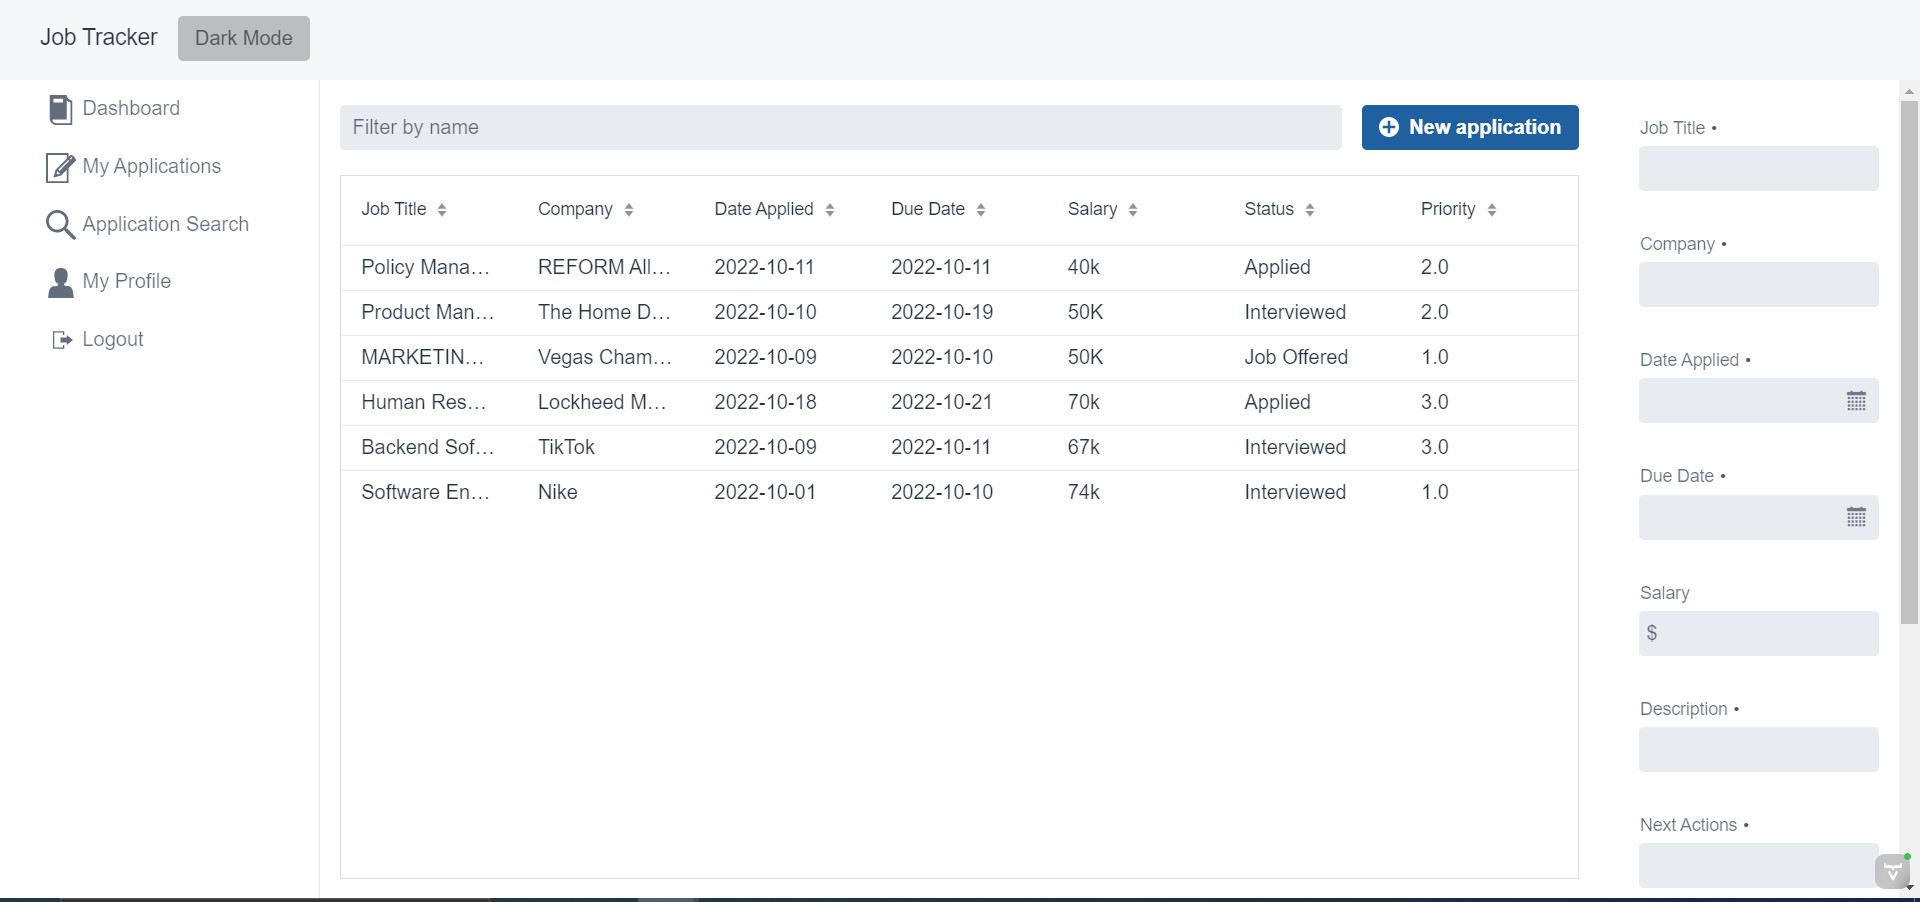 Job Tracker Dark Mode
Dashboard
My Applications
Application Search
My Profile
Logout
Filter by name New application
Job Title Company Date Applied Due Date Salary Status Priority
Policy Mana... REFORM All... 2022-10-11 2022-10-11 40k Applied 2.0
Product Man... The Home D... 2022-10-10 2022-10-19 50K Interviewed 2.0
MARKETIN... Vegas Cham... 2022-10-09 2022-10-10 50K Job Offered 1.0
Human Res... Lockheed M... 2022-10-18 2022-10-21 70k Applied 3.0
Backend Sof... TikTok 2022-10-09 2022-10-11 67k Interviewed 3.0
Software En... Nike 2022-10-01 2022-10-10 74k Interviewed 1.0
Job Title •
Company •
Date Applied •
Due Date •
Salary
$
Description •
Next Actions •